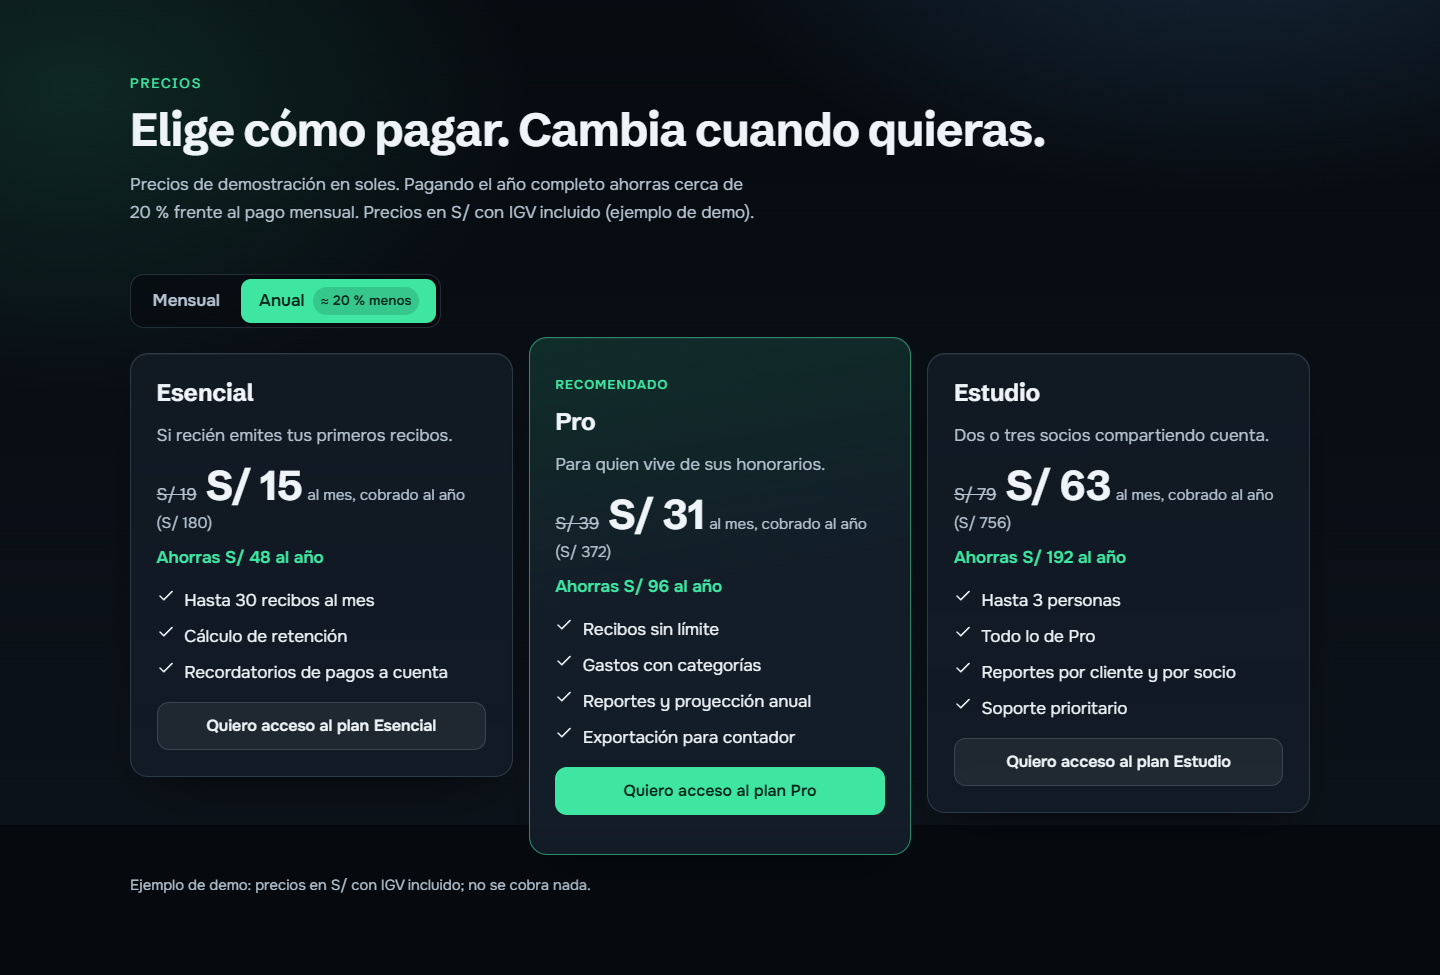 PRECIOS
Elige cómo pagar. Cambia cuando quieras.
Precios de demostración en soles. Pagando el año completo ahorras cerca de
20 % frente al pago mensual. Precios en S/ con IGV incluido (ejemplo de demo).
Mensual
Anual ≈ 20 % menos
Esencial
Si recién emites tus primeros recibos.
S/ 19 S/ 15 al mes, cobrado al año
(S/ 180)
Ahorras S/ 48 al año
Hasta 30 recibos al mes
Cálculo de retención
Recordatorios de pagos a cuenta
Quiero acceso al plan Esencial
RECOMENDADO
Pro
Para quien vive de sus honorarios.
S/ 39 S/ 31 al mes, cobrado al año
(S/ 372)
Ahorras S/ 96 al año
Recibos sin límite
Gastos con categorías
Reportes y proyección anual
Exportación para contador
Quiero acceso al plan Pro
Estudio
Dos o tres socios compartiendo cuenta.
S/ 79 S/ 63 al mes, cobrado al año
(S/ 756)
Ahorras S/ 192 al año
Hasta 3 personas
Todo lo de Pro
Reportes por cliente y por socio
Soporte prioritario
Quiero acceso al plan Estudio
Ejemplo de demo: precios en S/ con IGV incluido; no se cobra nada.